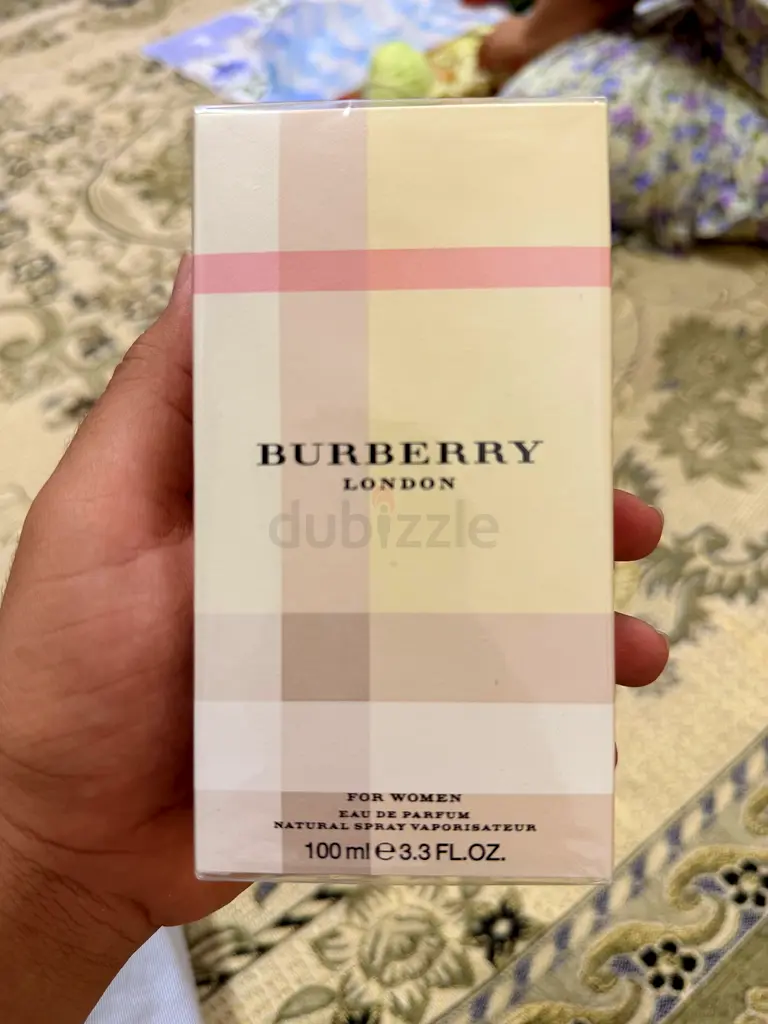 BURBERRY
LONDON
dubizzle
FOR WOMEN
EAU DE PARFUM
NATURAL SPRAY VAPORISATEUR
100 ml ℮ 3.3 FL.OZ.